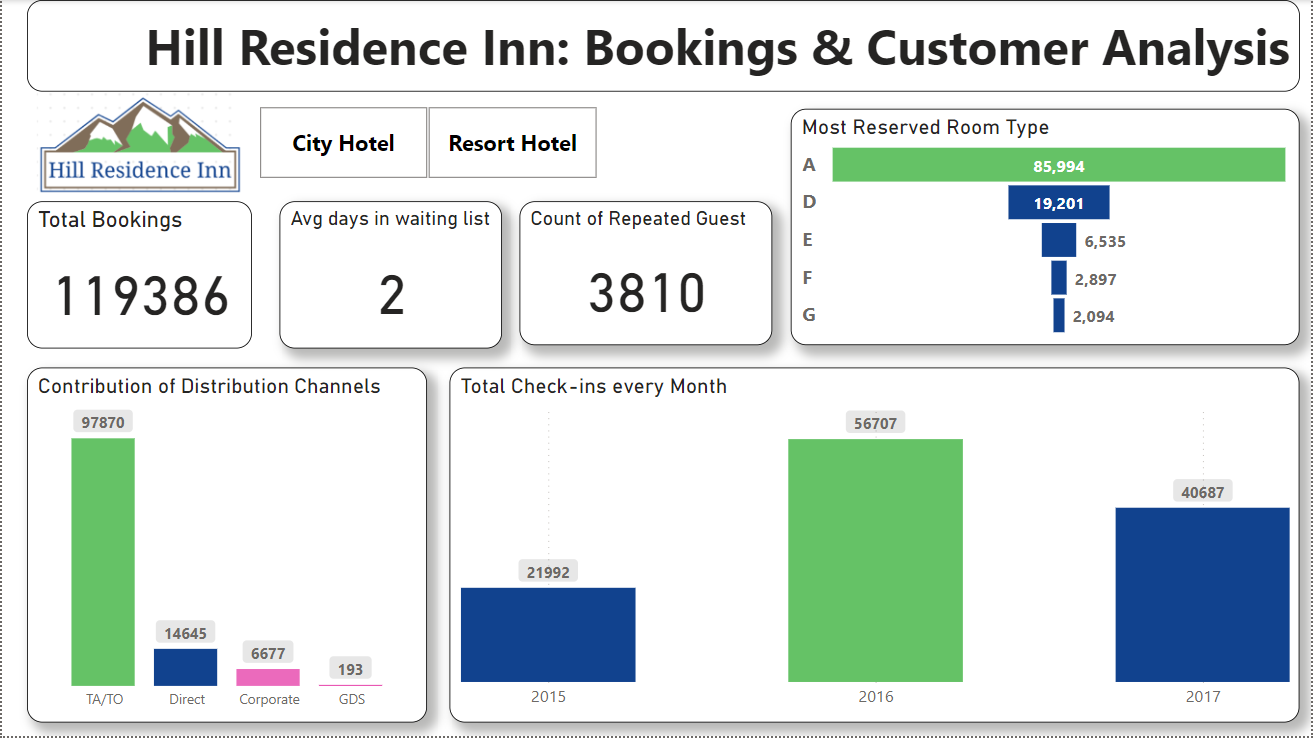 Hill Residence Inn: Bookings & Customer Analysis
Hill Residence Inn
City Hotel
Resort Hotel
Most Reserved Room Type
A
85,994
D
19,201
E
6,535
F
2,897
G
2,094
Total Bookings
119386
Avg days in waiting list
2
Count of Repeated Guest
3810
Contribution of Distribution Channels
97870
14645
6677
193
TA/TO
Direct
Corporate
GDS
Total Check-ins every Month
21992
56707
40687
2015
2016
2017